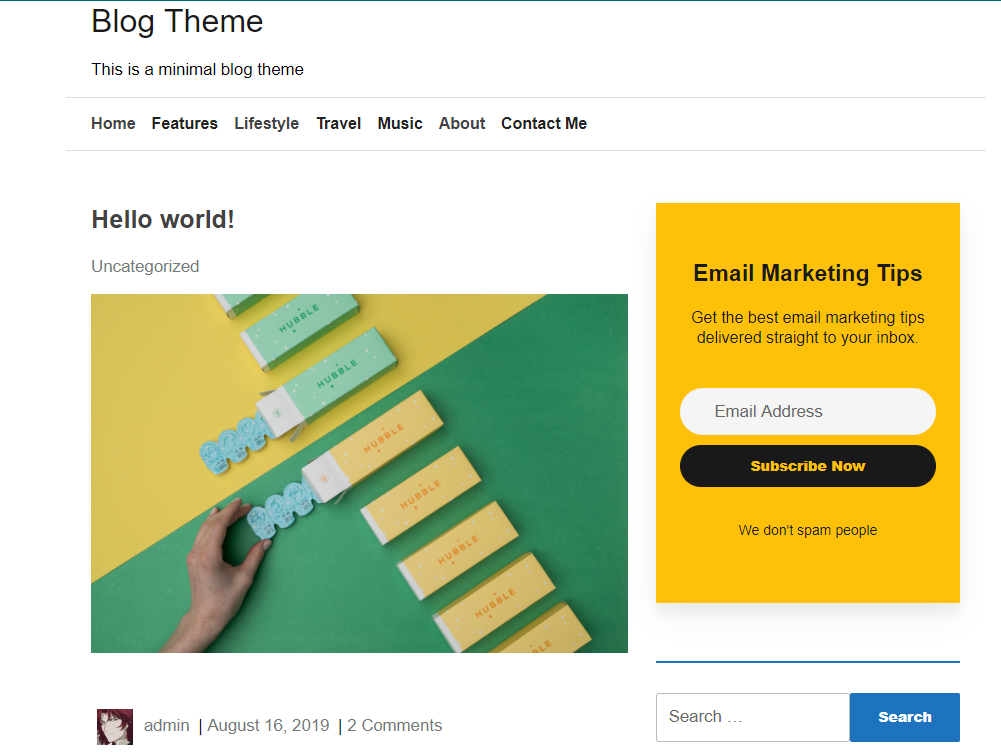 Blog Theme
This is a minimal blog theme
Home Features Lifestyle Travel Music About Contact Me
Hello world!
Uncategorized
HUBBLE
HUBBLE
HUBBLE
HUBBLE
HUBBLE
HUBBLE
admin | August 16, 2019 | 2 Comments
Email Marketing Tips
Get the best email marketing tips
delivered straight to your inbox.
Email Address
Subscribe Now
We don't spam people
Search …
Search